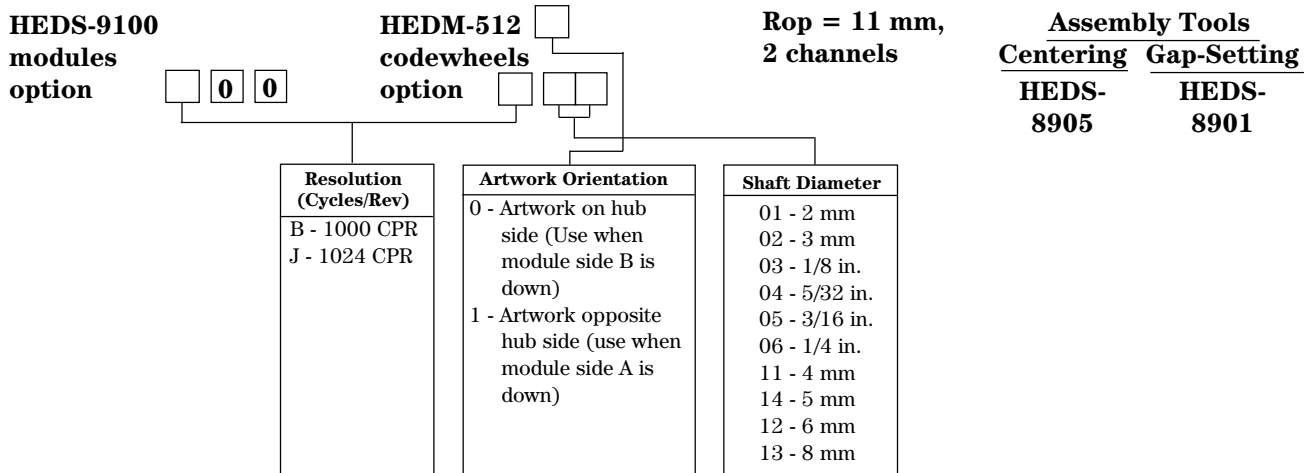 HEDS-9100
modules
option 0 0
HEDM-512
codewheels
option
Rop = 11 mm,
2 channels
Assembly Tools
Centering Gap-Setting
HEDS- HEDS-
8905 8901
Resolution
(Cycles/Rev)
B - 1000 CPR
J - 1024 CPR
Artwork Orientation
0 - Artwork on hub
side (Use when
module side B is
down)
1 - Artwork opposite
hub side (use when
module side A is
down)
Shaft Diameter
01 - 2 mm
02 - 3 mm
03 - 1/8 in.
04 - 5/32 in.
05 - 3/16 in.
06 - 1/4 in.
11 - 4 mm
14 - 5 mm
12 - 6 mm
13 - 8 mm